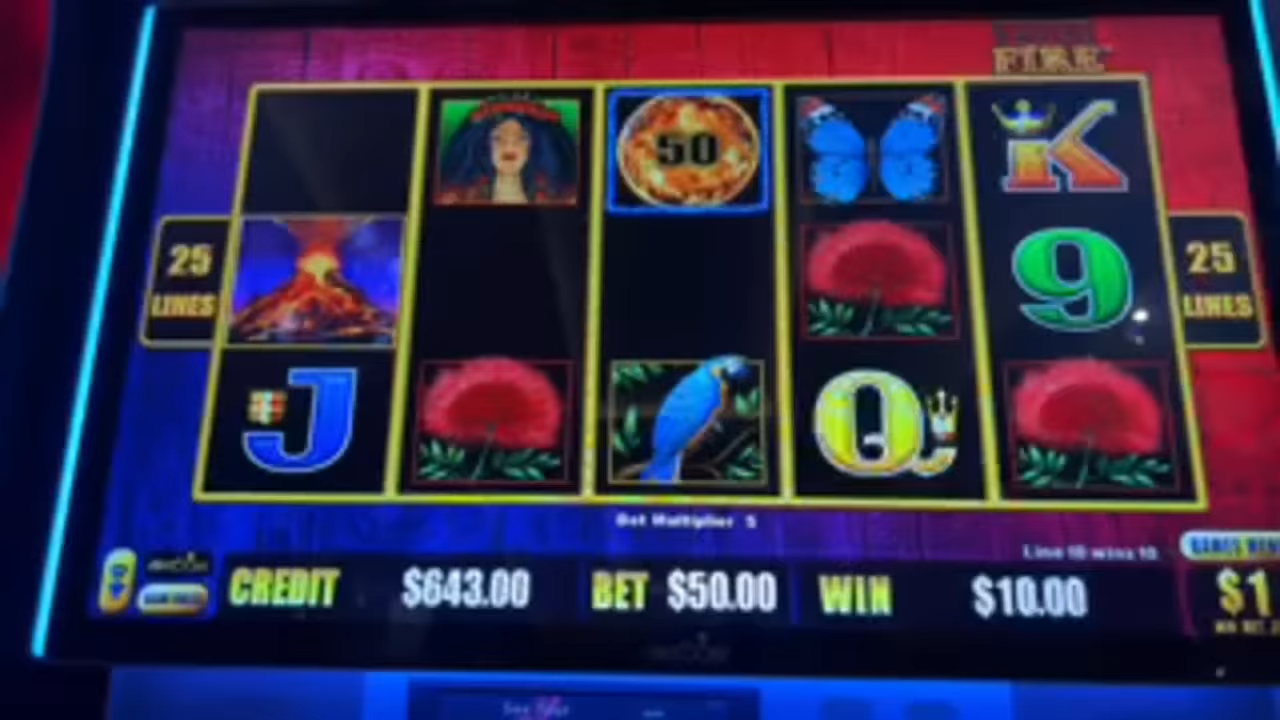 FIRE
50
K
25
LINES
9
25
LINES
J
Q
Bet Multiplier 5
Line 10 wins 10
CREDIT $643.00 BET $50.00 WIN $10.00
$1